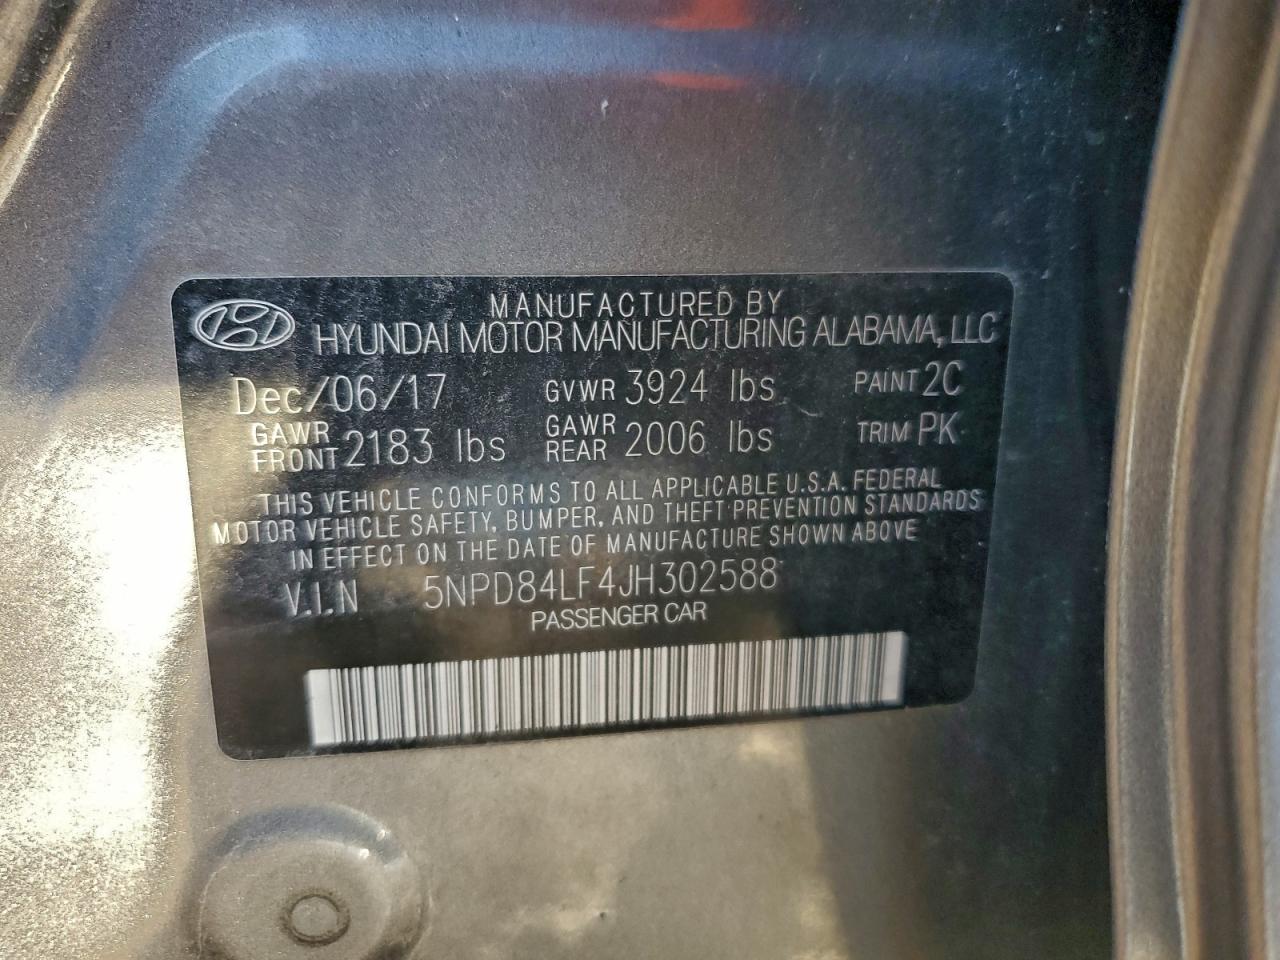 MANUFACTURED BY
HYUNDAI MOTOR MANUFACTURING ALABAMA, LLC
Dec/06/17 GVWR 3924 lbs PAINT 2C
GAWR FRONT 2183 lbs GAWR REAR 2006 lbs TRIM PK
THIS VEHICLE CONFORMS TO ALL APPLICABLE U.S.A. FEDERAL
MOTOR VEHICLE SAFETY, BUMPER, AND THEFT PREVENTION STANDARDS
IN EFFECT ON THE DATE OF MANUFACTURE SHOWN ABOVE
V.I.N 5NPD84LF4JH302588
PASSENGER CAR